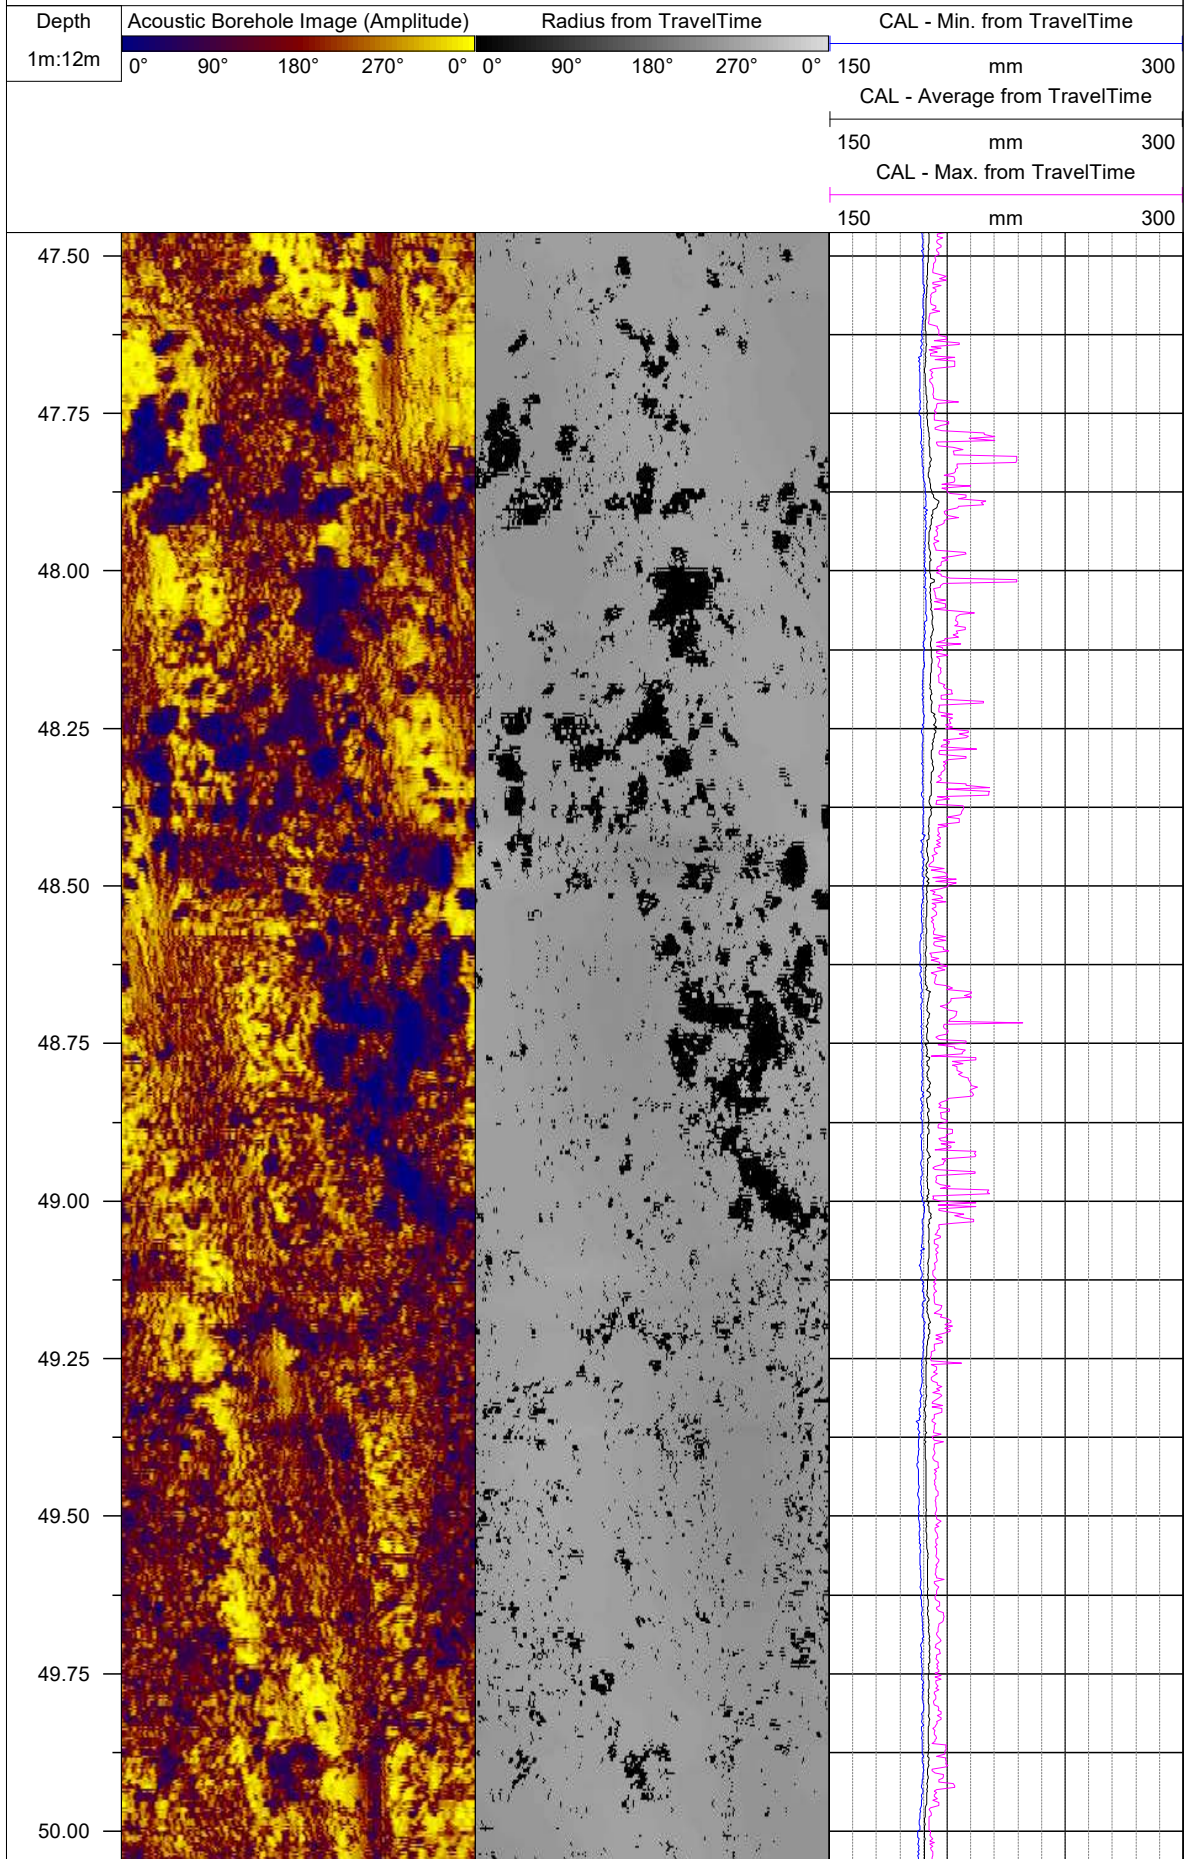 Depth
1m:12m
Acoustic Borehole Image (Amplitude)
0° 90° 180° 270° 0°
Radius from TravelTime
0° 90° 180° 270° 0°
CAL - Min. from TravelTime
150 mm 300
CAL - Average from TravelTime
150 mm 300
CAL - Max. from TravelTime
150 mm 300
47.50
47.75
48.00
48.25
48.50
48.75
49.00
49.25
49.50
49.75
50.00